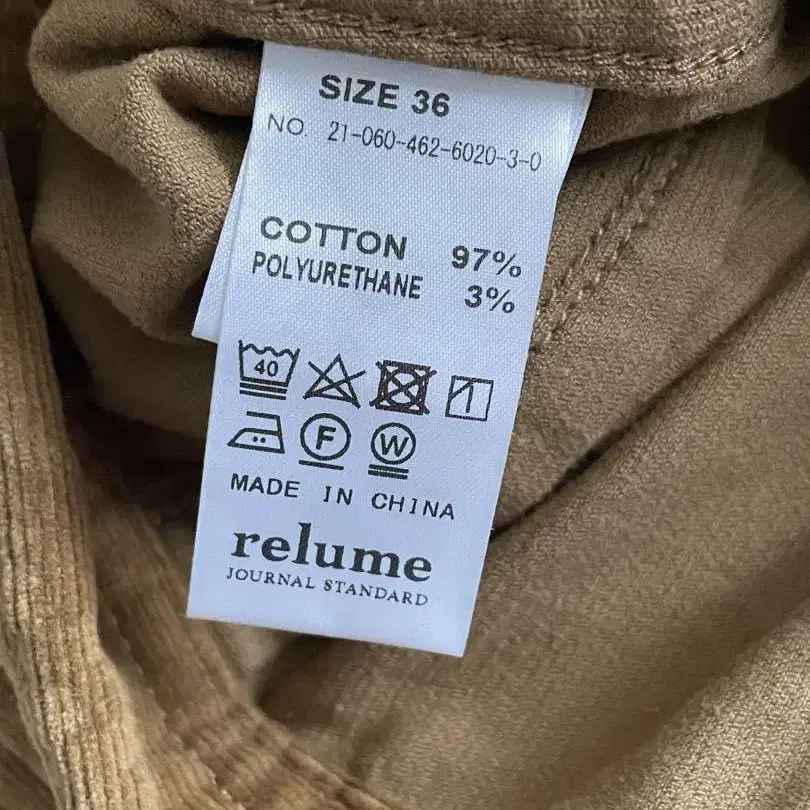 SIZE 36
NO. 21-060-462-6020-3-0
COTTON 97%
POLYURETHANE 3%
40
F W
MADE IN CHINA
relume
JOURNAL STANDARD